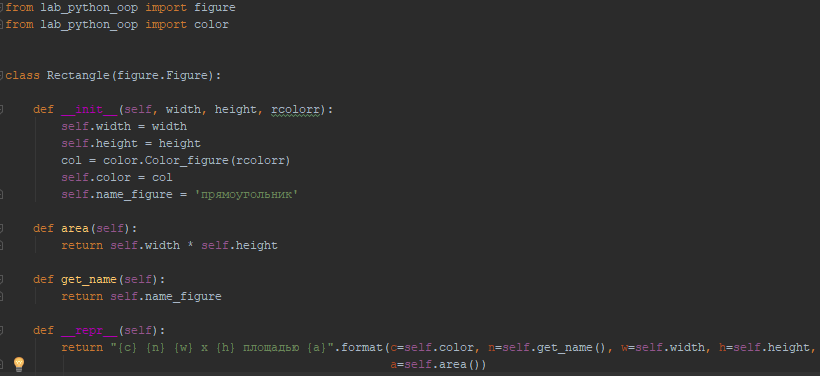 from lab_python_oop import figure
from lab_python_oop import color
class Rectangle(figure.Figure):
def __init__(self, width, height, rcolorr):
self.width = width
self.height = height
col = color.Color_figure(rcolorr)
self.color = col
self.name_figure = 'прямоугольник'
def area(self):
return self.width * self.height
def get_name(self):
return self.name_figure
def __repr__(self):
return "{c} {n} {w} x {h} площадью {a}".format(c=self.color, n=self.get_name(), w=self.width, h=self.height,
a=self.area())